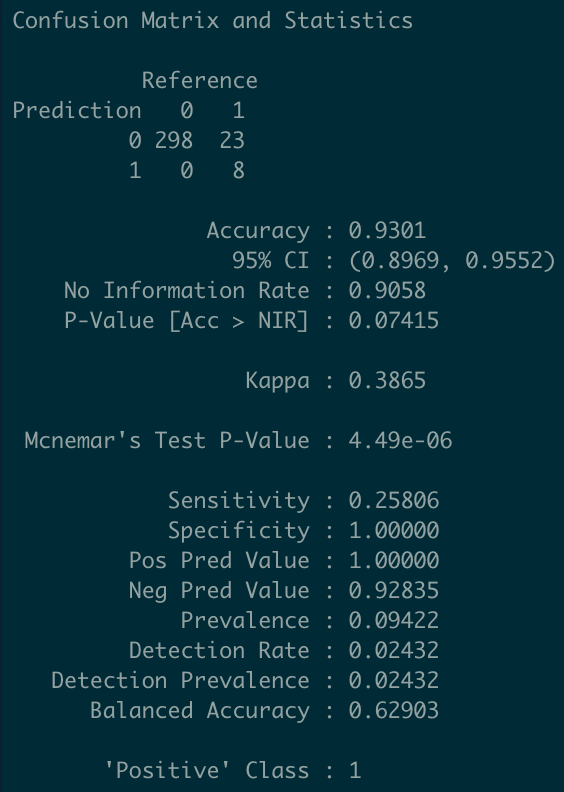 Confusion Matrix and Statistics
Reference
Prediction 0 1
0 298 23
1 0 8
Accuracy : 0.9301
95% CI : (0.8969, 0.9552)
No Information Rate : 0.9058
P-Value [Acc > NIR] : 0.07415
Kappa : 0.3865
Mcnemar's Test P-Value : 4.49e-06
Sensitivity : 0.25806
Specificity : 1.00000
Pos Pred Value : 1.00000
Neg Pred Value : 0.92835
Prevalence : 0.09422
Detection Rate : 0.02432
Detection Prevalence : 0.02432
Balanced Accuracy : 0.62903
'Positive' Class : 1